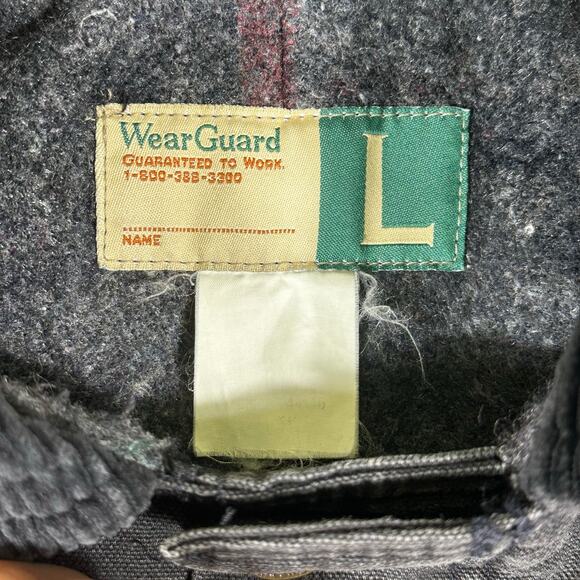 WearGuard
GUARANTEED TO WORK.
1-800-388-3300
NAME
L